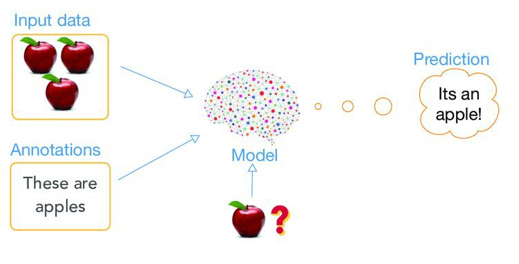 Input data
Annotations
These are
apples
Model
?
Prediction
Its an
apple!